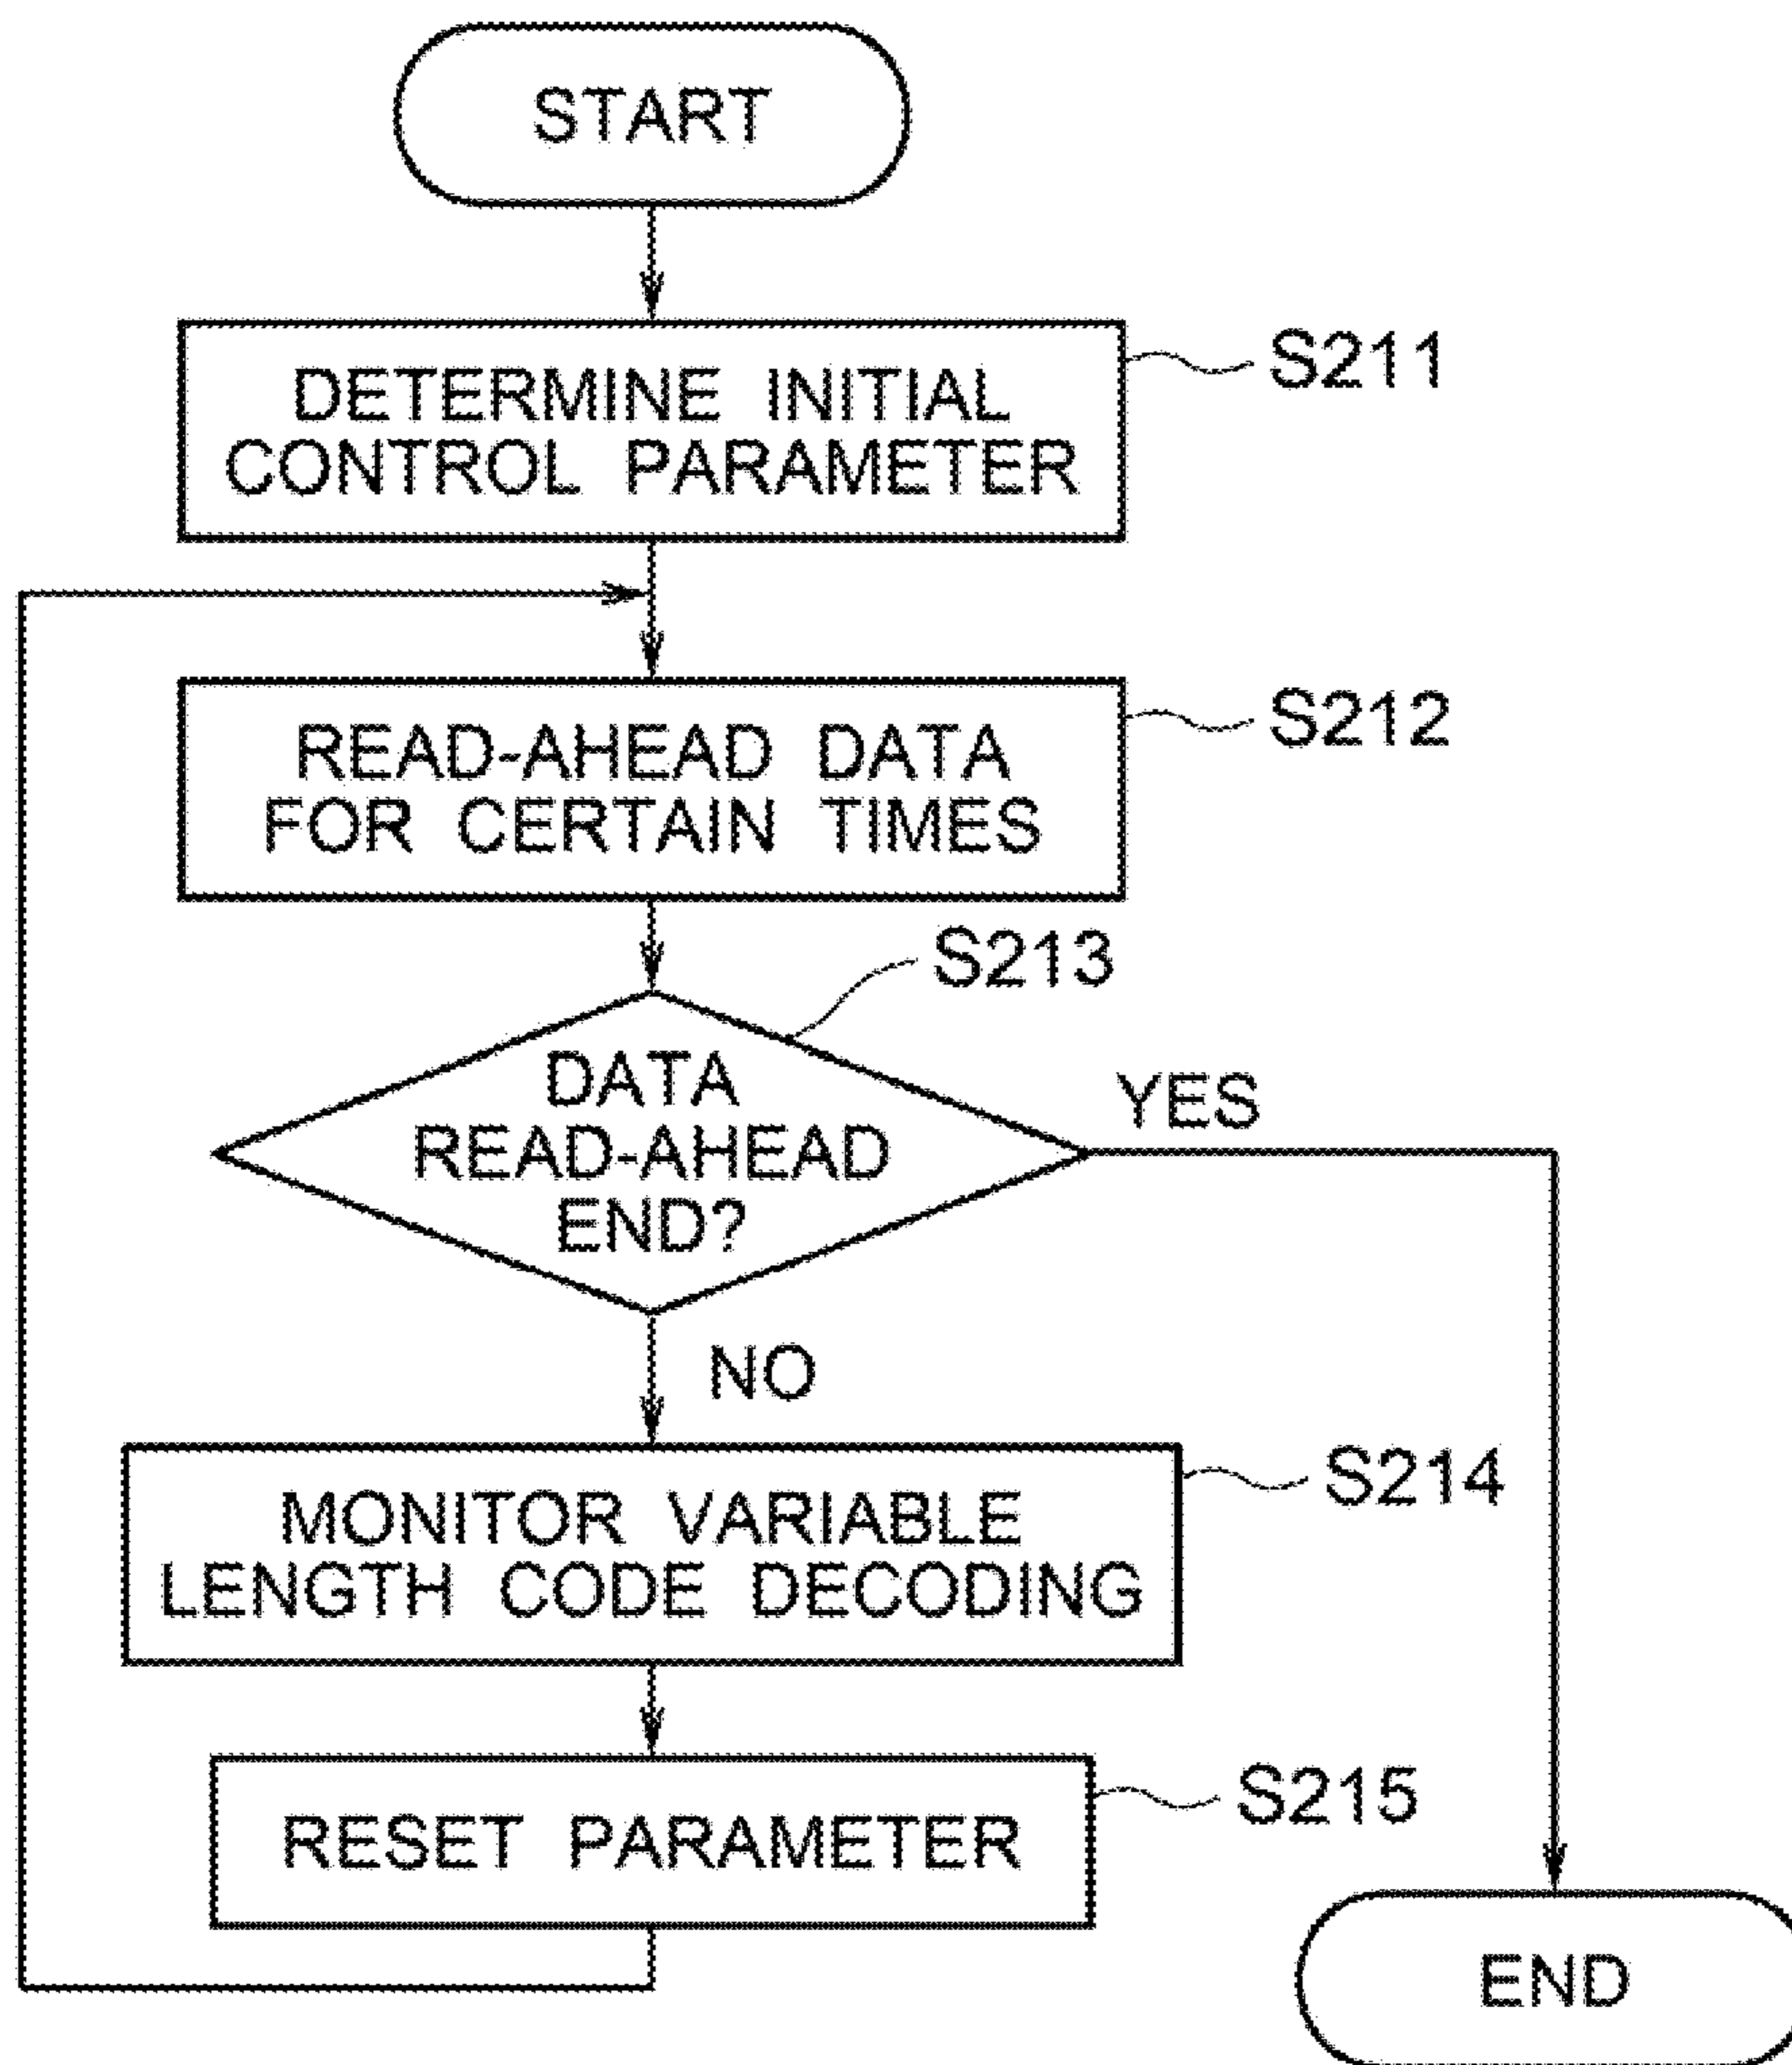 START
DETERMINE INITIAL
CONTROL PARAMETER
S211
READ-AHEAD DATA
FOR CERTAIN TIMES
S212
S213
DATA
READ-AHEAD
END?
YES
NO
MONITOR VARIABLE
LENGTH CODE DECODING
S214
RESET PARAMETER
S215
END